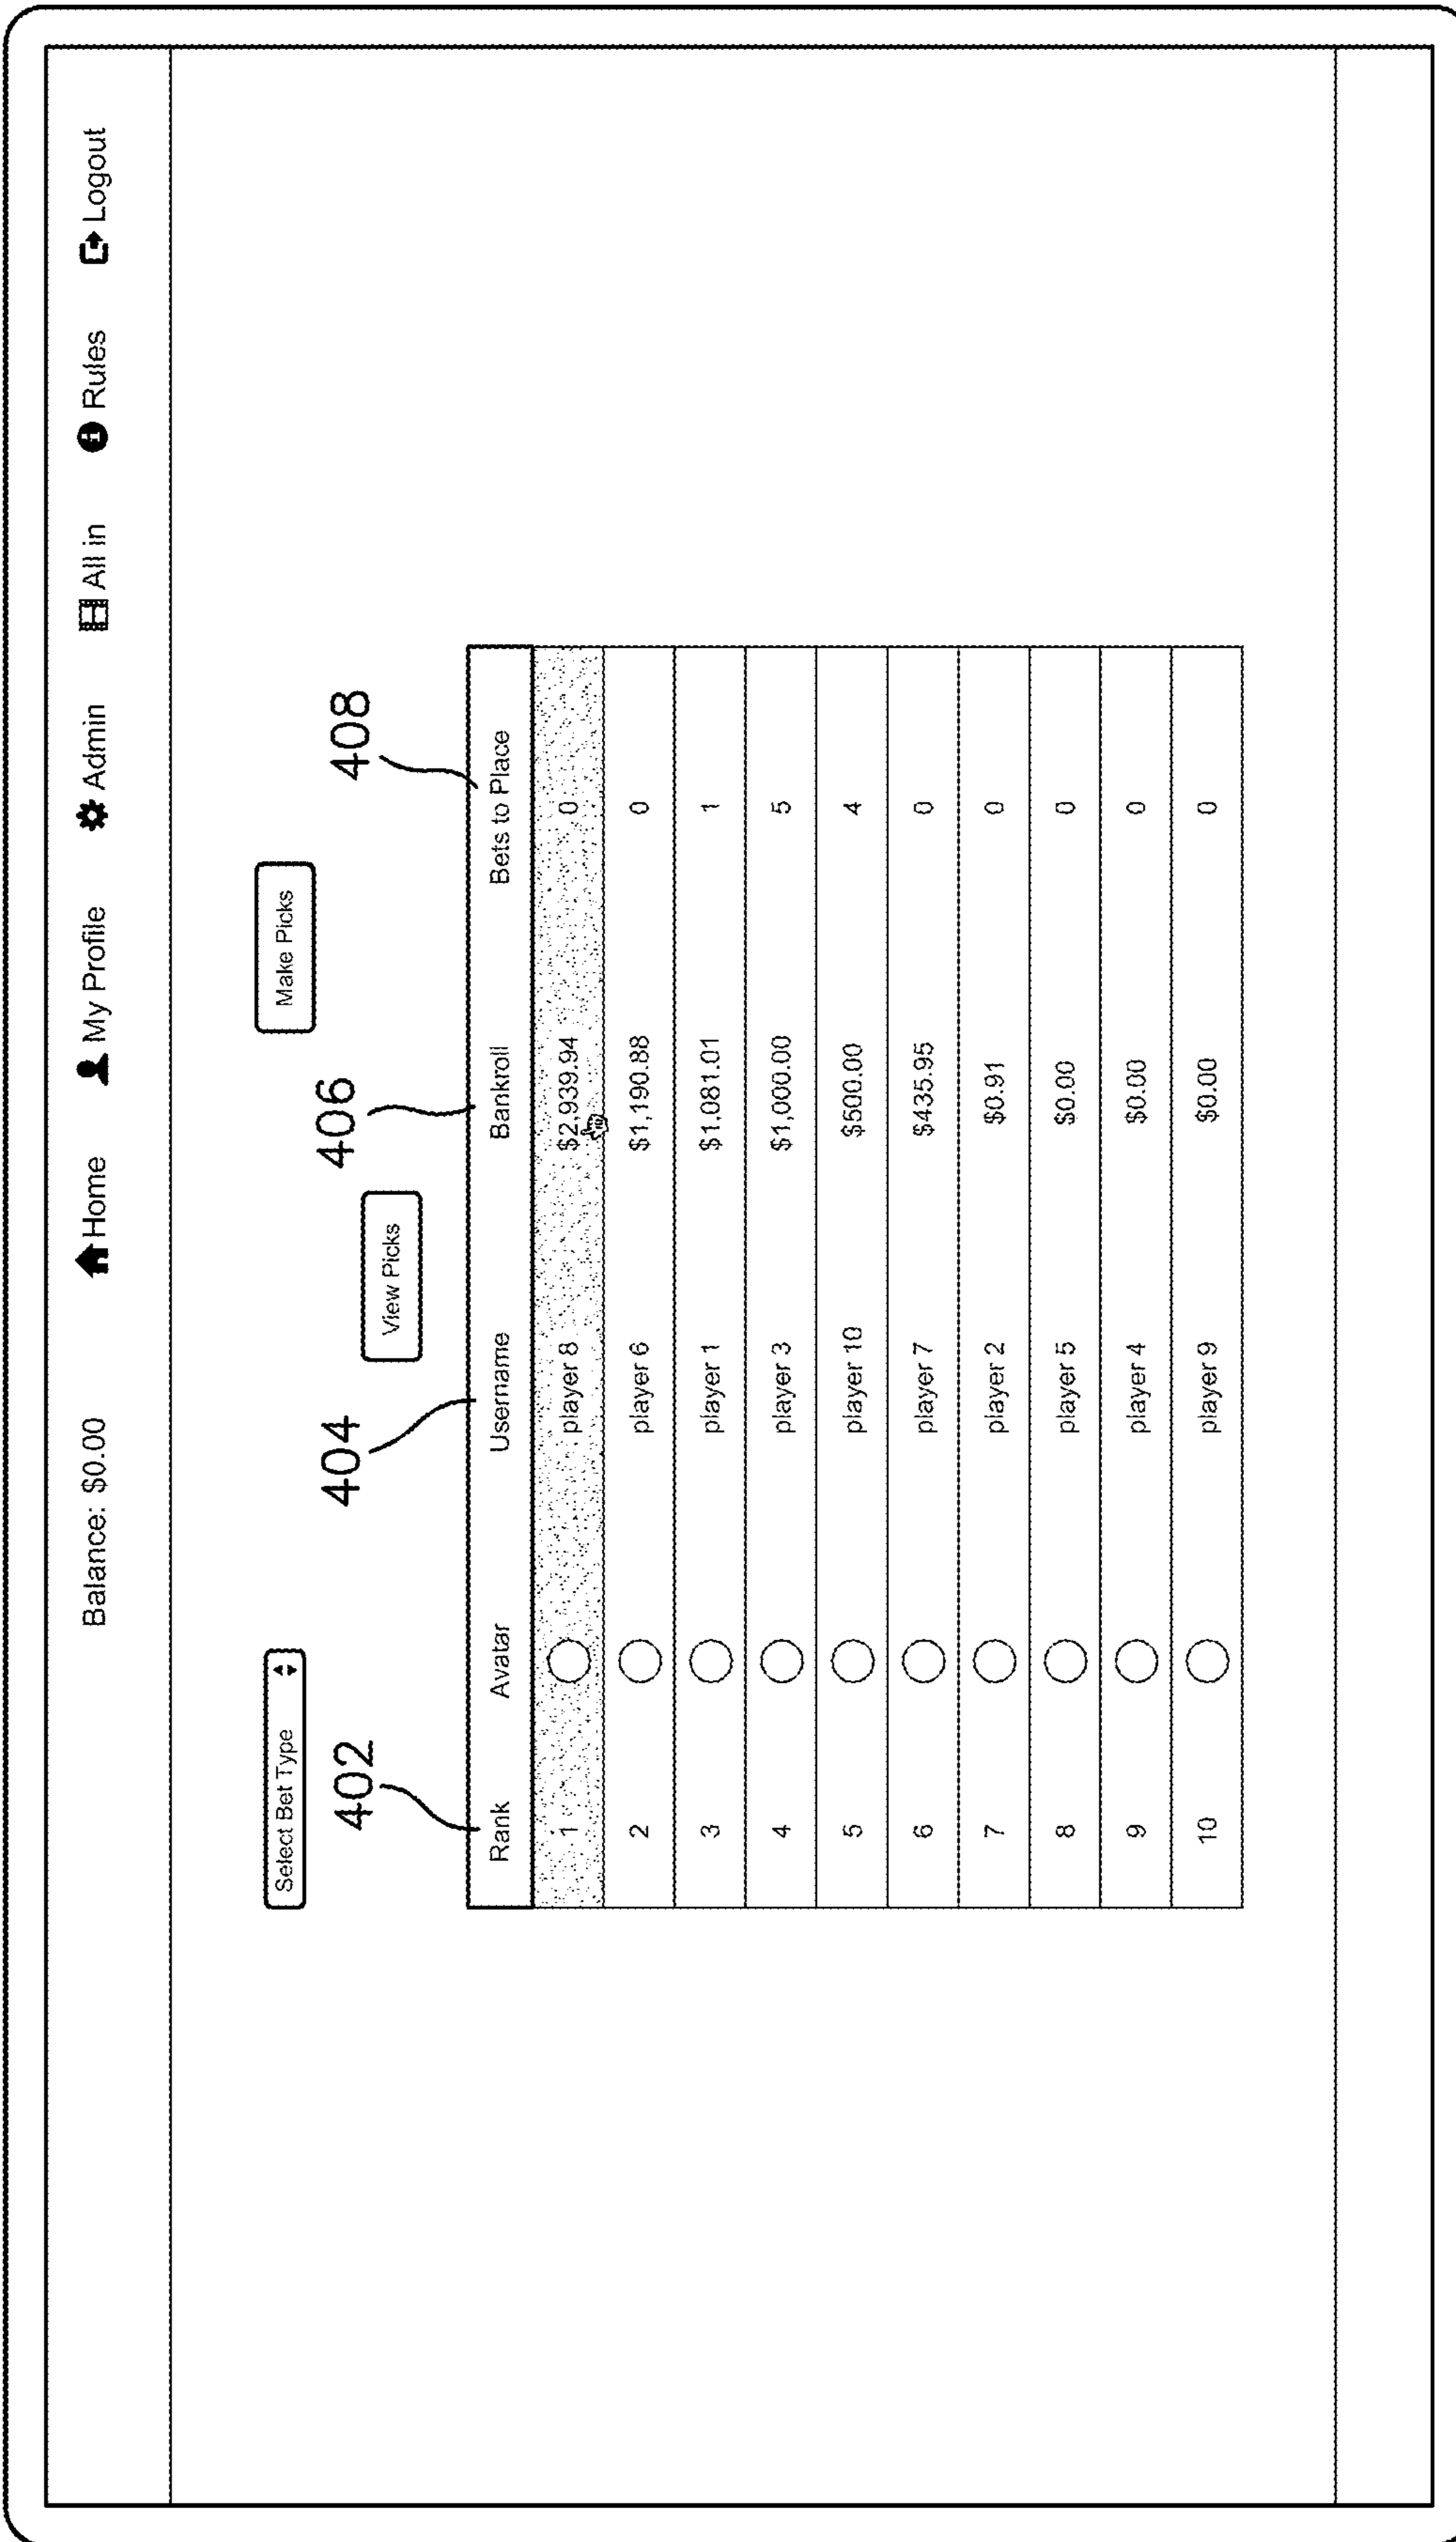 Balance: $0.00 Home My Profile Admin All in Rules Logout
Select Bet Type Make Picks
402 404 406 408
View Picks
Rank Avatar Username Bankroll Bets to Place
1 player 8 $2,939.94 0
2 player 6 $1,190.88 0
3 player 1 $1,081.01 1
4 player 3 $1,000.00 5
5 player 10 $500.00 4
6 player 7 $435.95 0
7 player 2 $0.91 0
8 player 5 $0.00 0
9 player 4 $0.00 0
10 player 9 $0.00 0